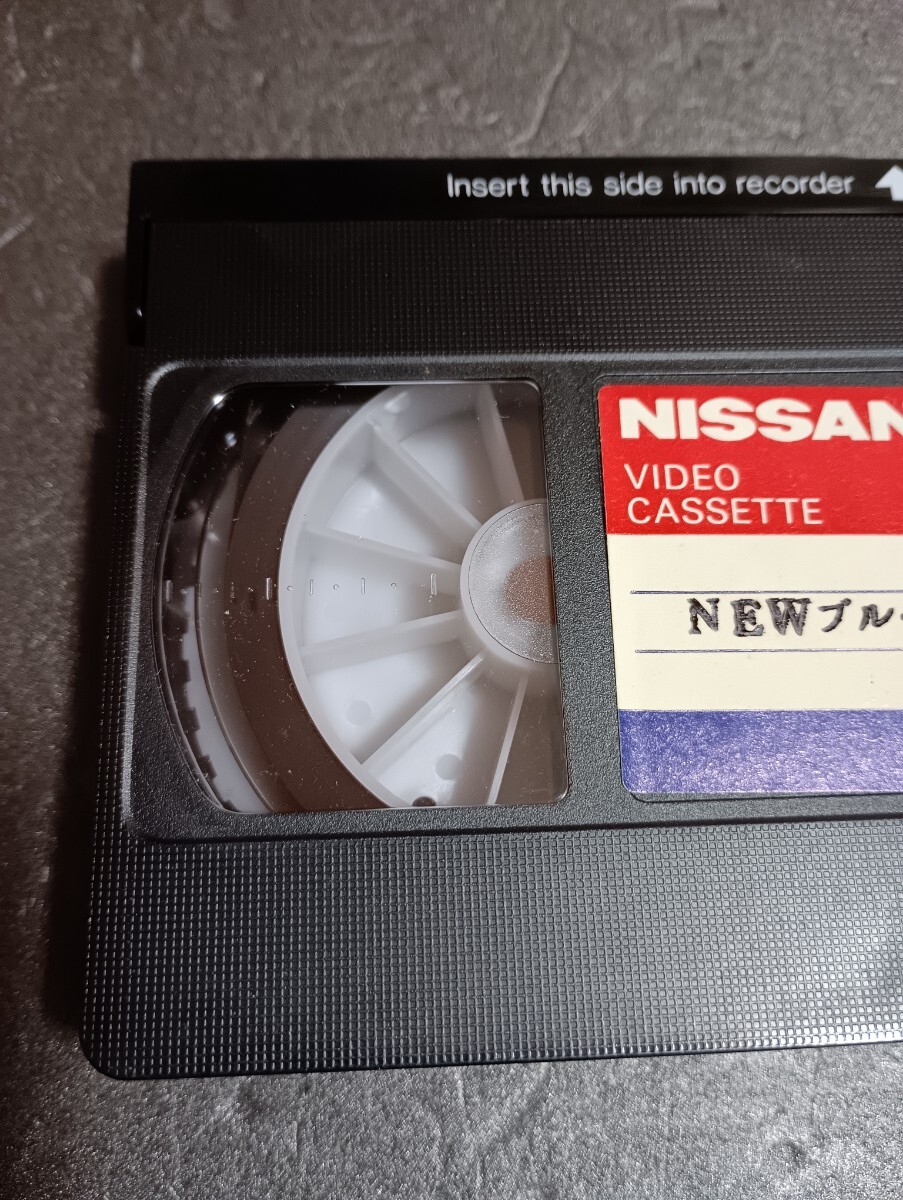 Insert this side into recorder
NISSAN
VIDEO
CASSETTE
NEWブル